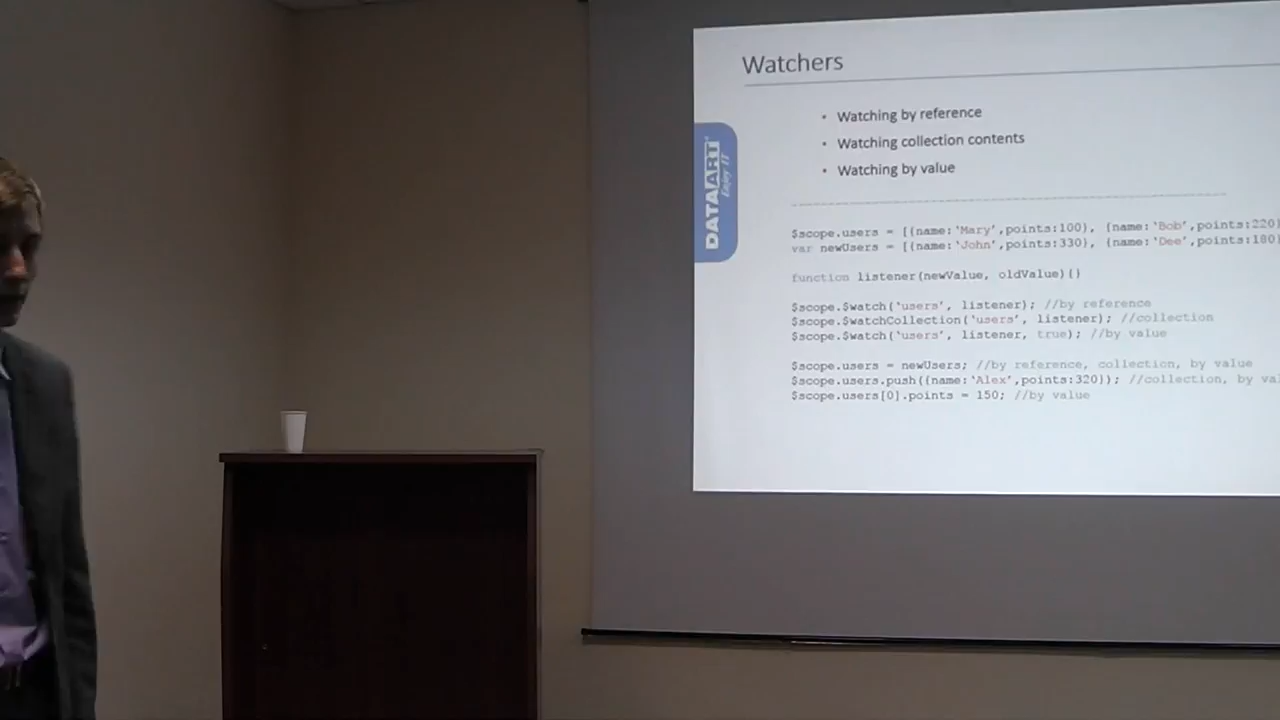 Watchers
• Watching by reference
• Watching collection contents
• Watching by value
DATAART
Enjoy IT
$scope.users = [{name:'Mary',points:100}, {name:'Bob',points:220}
var newUsers = [{name:'John',points:330}, {name:'Dee',points:180}
function listener(newValue, oldValue){}
$scope.$watch('users', listener); //by reference
$scope.$watchCollection('users', listener); //collection
$scope.$watch('users', listener, true); //by value
$scope.users = newUsers; //by reference, collection, by value
$scope.users.push({name:'Alex',points:320}); //collection, by val
$scope.users[0].points = 150; //by value